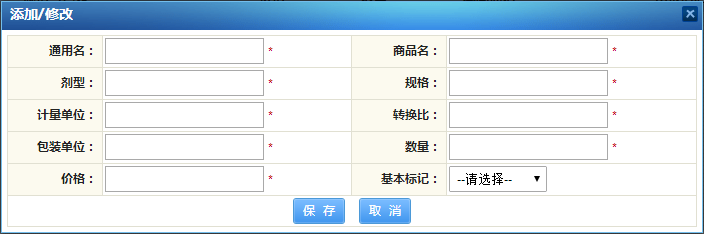 添加/修改
通用名： * 商品名： *
剂型： * 规格： *
计量单位： * 转换比： *
包装单位： * 数量： *
价格： * 基本标记： --请选择--
保 存 取 消